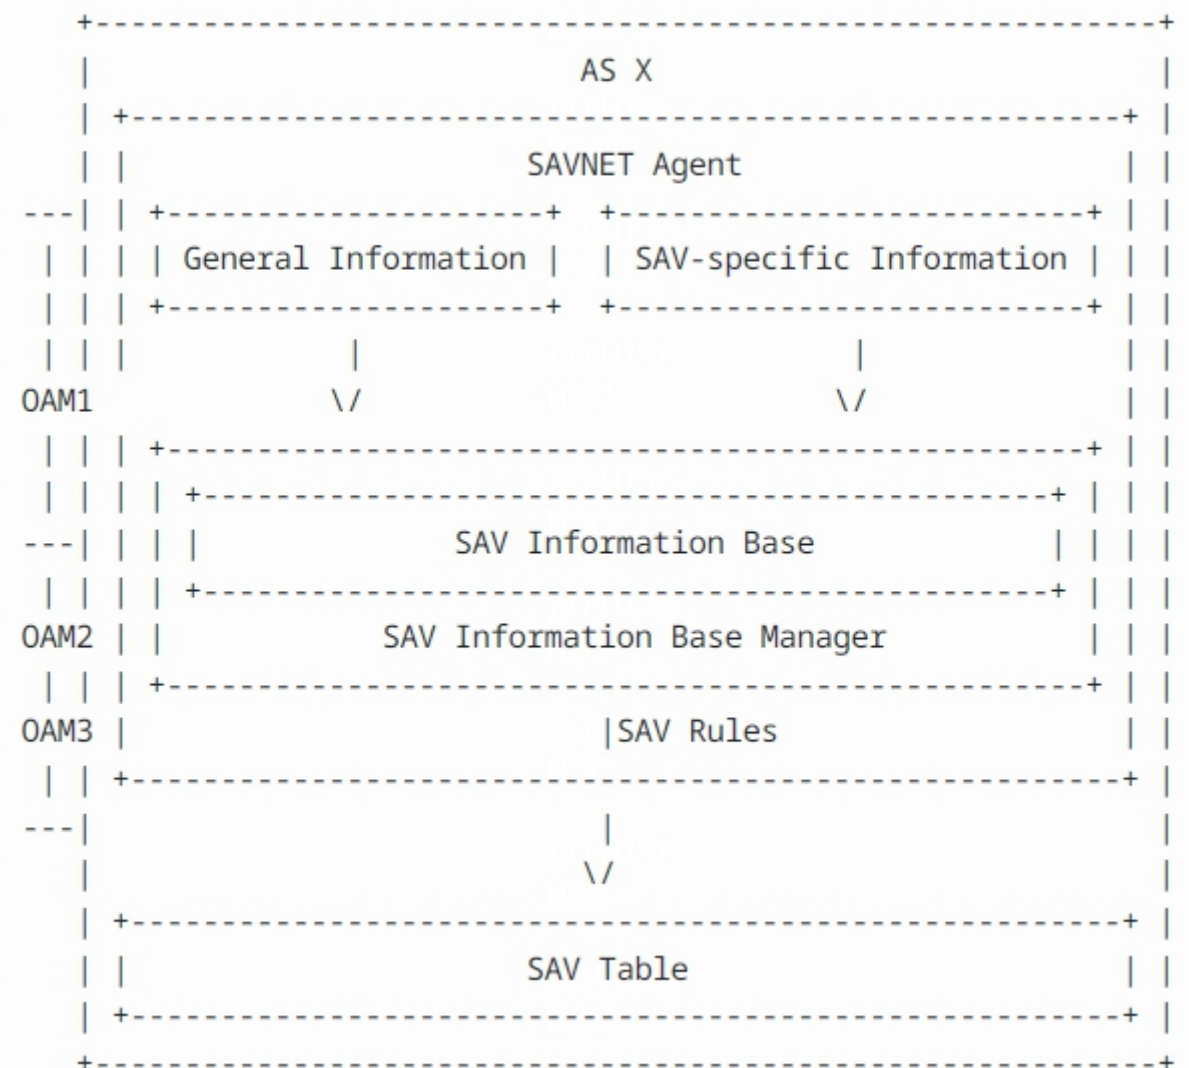 +-----------------------------------------------------------+
|                           AS X                            |
| +-------------------------------------------------------+ |
| |                      SAVNET Agent                     | |
---| | +---------------------+  +--------------------------+ | |
| | | | General Information |  | SAV-specific Information | | |
| | | +---------------------+  +--------------------------+ | |
| | |            |                           |              | |
OAM1            \/                          \/              | |
| | | +---------------------------------------------------+ | |
| | | | +-----------------------------------------------+ | | |
---| | | |              SAV Information Base             | | | |
| | | | +-----------------------------------------------+ | | |
OAM2 | |            SAV Information Base Manager           | | |
| | | +---------------------------------------------------+ | |
OAM3 |                          |SAV Rules                   | |
| | +-------------------------------------------------------+ |
---|                            |                              |
|                           \/                              |
| +-------------------------------------------------------+ |
| |                      SAV Table                        | |
| +-------------------------------------------------------+ |
+-----------------------------------------------------------+